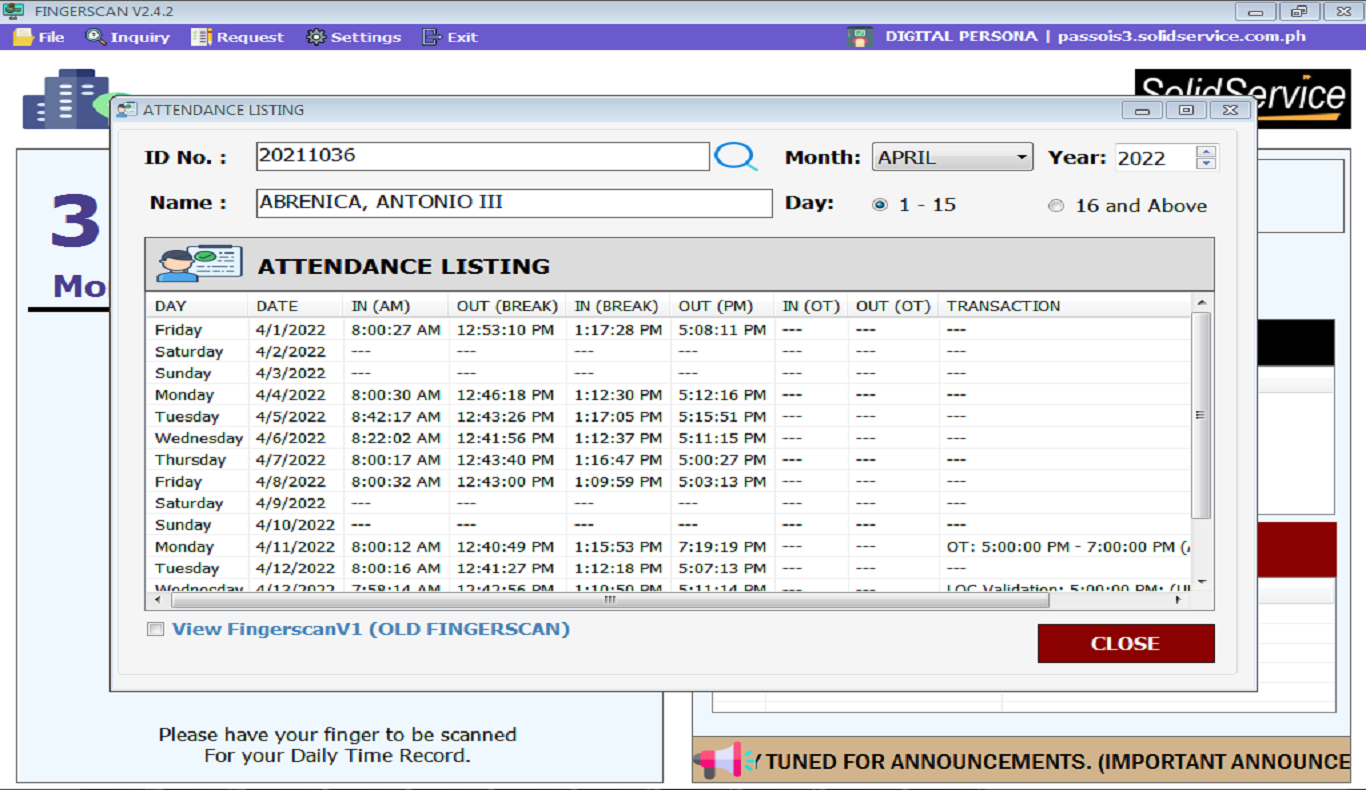 FINGERSCAN V2.4.2
File Inquiry Request Settings Exit DIGITAL PERSONA | passois3.solidservice.com.ph
SolidService
ATTENDANCE LISTING
ID No. : 20211036 Month: APRIL Year: 2022
Name : ABRENICA, ANTONIO III Day: 1 - 15 16 and Above
3
Mo
ATTENDANCE LISTING
DAY DATE IN (AM) OUT (BREAK) IN (BREAK) OUT (PM) IN (OT) OUT (OT) TRANSACTION
Friday 4/1/2022 8:00:27 AM 12:53:10 PM 1:17:28 PM 5:08:11 PM --- --- ---
Saturday 4/2/2022 --- --- --- --- --- --- ---
Sunday 4/3/2022 --- --- --- --- --- --- ---
Monday 4/4/2022 8:00:30 AM 12:46:18 PM 1:12:30 PM 5:12:16 PM --- --- ---
Tuesday 4/5/2022 8:42:17 AM 12:43:26 PM 1:17:05 PM 5:15:51 PM --- --- ---
Wednesday 4/6/2022 8:22:02 AM 12:41:56 PM 1:12:37 PM 5:11:15 PM --- --- ---
Thursday 4/7/2022 8:00:17 AM 12:43:40 PM 1:16:47 PM 5:00:27 PM --- --- ---
Friday 4/8/2022 8:00:32 AM 12:43:00 PM 1:09:59 PM 5:03:13 PM --- --- ---
Saturday 4/9/2022 --- --- --- --- --- --- ---
Sunday 4/10/2022 --- --- --- --- --- --- ---
Monday 4/11/2022 8:00:12 AM 12:40:49 PM 1:15:53 PM 7:19:19 PM --- --- OT: 5:00:00 PM - 7:00:00 PM (
Tuesday 4/12/2022 8:00:16 AM 12:41:27 PM 1:12:18 PM 5:07:13 PM --- --- ---
Wednesday 4/13/2022 7:58:14 AM 12:42:56 PM 1:10:50 PM 5:11:14 PM --- --- LOC Validation: 5:00:00 PM:
View FingerscanV1 (OLD FINGERSCAN)
CLOSE
Please have your finger to be scanned
For your Daily Time Record.
TUNED FOR ANNOUNCEMENTS. (IMPORTANT ANNOUNCE